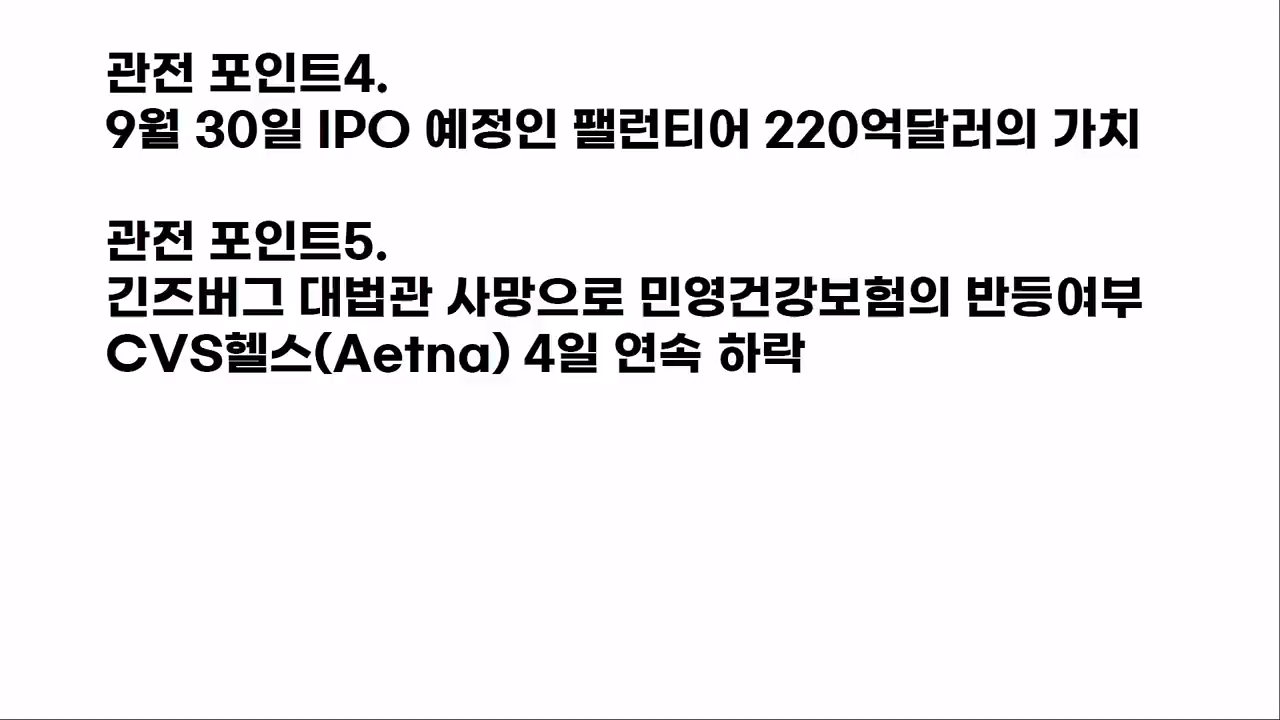 관전 포인트4.
9월 30일 IPO 예정인 팰런티어 220억달러의 가치
관전 포인트5.
긴즈버그 대법관 사망으로 민영건강보험의 반등여부
CVS헬스(Aetna) 4일 연속 하락